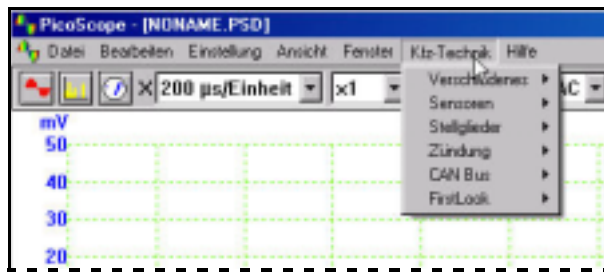 PicoScope - [NONAME.PSD]
Datei Bearbeiten Einstellung Ansicht Fenster Kfz-Technik Hilfe
200 µs/Einheit x1 AC
Verschiedenes
Sensoren
Stellglieder
Zündung
CAN Bus
FirstLook
mV
50
40
30
20